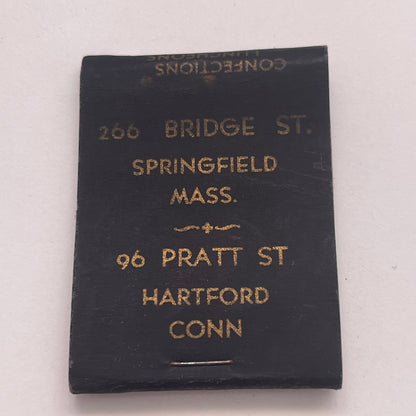 LUNCHEONS
CONFECTIONS
266 BRIDGE ST.
SPRINGFIELD
MASS.
96 PRATT ST
HARTFORD
CONN